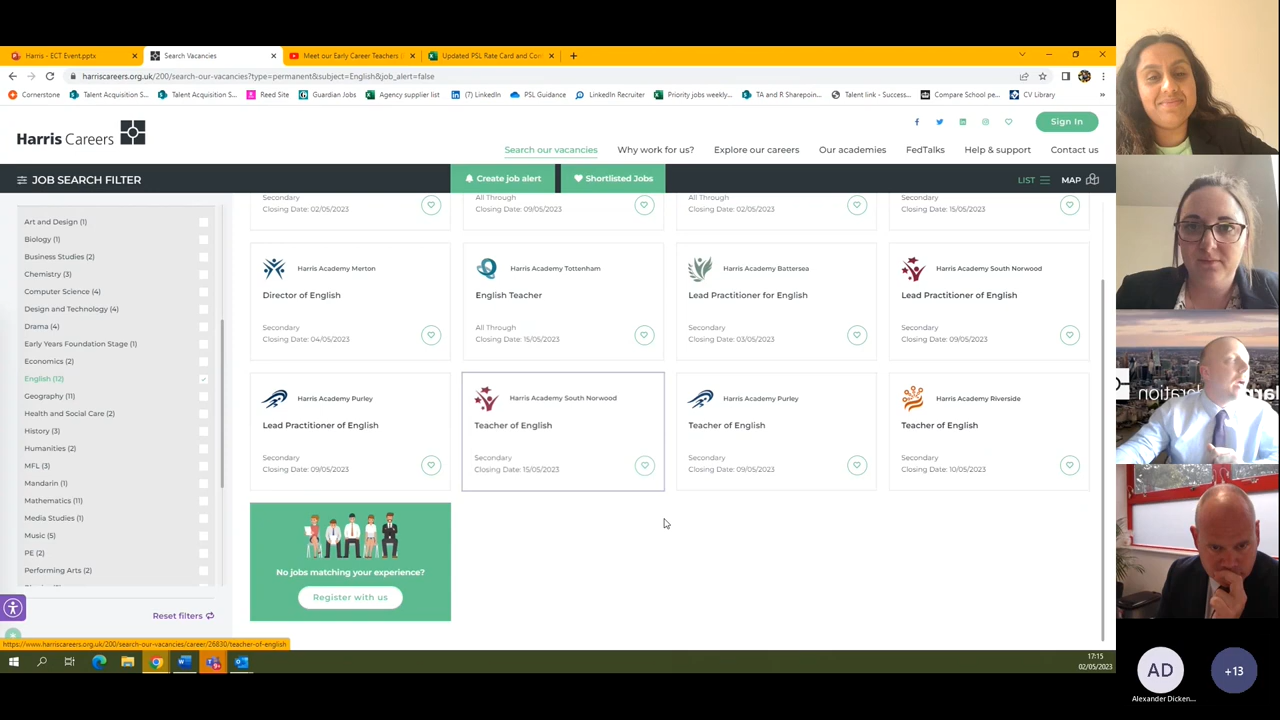 Harris - ECT Event.pptx
Search Vacancies
Meet our Early Career Teachers
Updated PSL Rate Card and Con
harriscareers.org.uk/200/search-our-vacancies?type=permanent&subject=English&job_alert=false
Cornerstone
Talent Acquisition S...
Talent Acquisition S...
Reed Site
Guardian Jobs
Agency supplier list
(7) LinkedIn
PSL Guidance
LinkedIn Recruiter
Priority jobs weekly...
TA and R Sharepoin...
Talent link - Success...
Compare School pe...
CV Library
Harris Careers
Sign In
Search our vacancies
Why work for us?
Explore our careers
Our academies
FedTalks
Help & support
Contact us
JOB SEARCH FILTER
Create job alert
Shortlisted Jobs
LIST
MAP
Art and Design (1)
Biology (1)
Business Studies (2)
Chemistry (3)
Computer Science (4)
Design and Technology (4)
Drama (4)
Early Years Foundation Stage (1)
Economics (2)
English (12)
Geography (11)
Health and Social Care (2)
History (3)
Humanities (2)
MFL (3)
Mandarin (1)
Mathematics (11)
Media Studies (1)
Music (5)
PE (2)
Performing Arts (2)
Reset filters
Secondary
Closing Date: 02/05/2023
All Through
Closing Date: 09/05/2023
All Through
Closing Date: 02/05/2023
Secondary
Closing Date: 15/05/2023
Harris Academy Merton
Director of English
Secondary
Closing Date: 04/05/2023
Harris Academy Tottenham
English Teacher
All Through
Closing Date: 15/05/2023
Harris Academy Battersea
Lead Practitioner for English
Secondary
Closing Date: 03/05/2023
Harris Academy South Norwood
Lead Practitioner of English
Secondary
Closing Date: 09/05/2023
Harris Academy Purley
Lead Practitioner of English
Secondary
Closing Date: 09/05/2023
Harris Academy South Norwood
Teacher of English
Secondary
Closing Date: 15/05/2023
Harris Academy Purley
Teacher of English
Secondary
Closing Date: 09/05/2023
Harris Academy Riverside
Teacher of English
Secondary
Closing Date: 10/05/2023
No jobs matching your experience?
Register with us
https://www.harriscareers.org.uk/200/search-our-vacancies/career/26830/teacher-of-english
17:15
02/05/2023
AD
+13
Alexander Dicken...